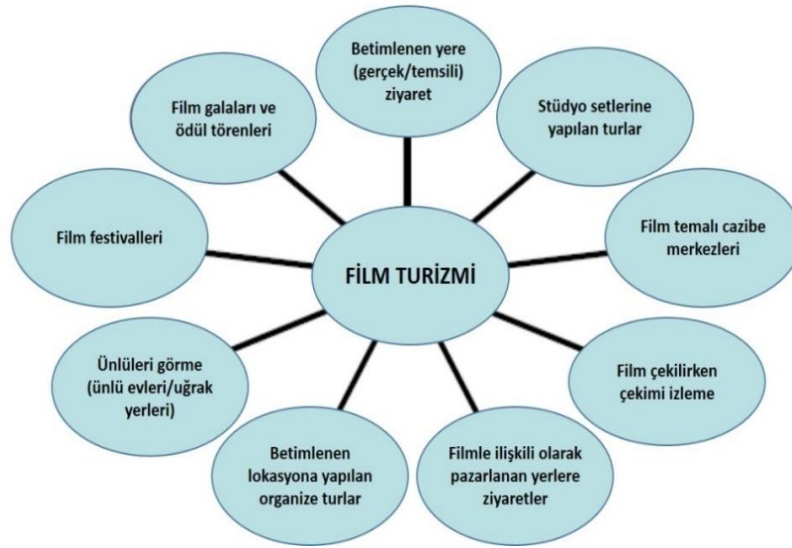 Betimlenen yere
(gerçek/temsili)
ziyaret
Stüdyo setlerine
yapılan turlar
Film temalı cazibe
merkezleri
Film çekilirken
çekimi izleme
Filmle ilişkili olarak
pazarlanan yerlere
ziyaretler
Betimlenen
lokasyona yapılan
organize turlar
Ünlüleri görme
(ünlü evleri/uğrak
yerleri)
Film festivalleri
Film galaları ve
ödül törenleri
FİLM TURİZMİ